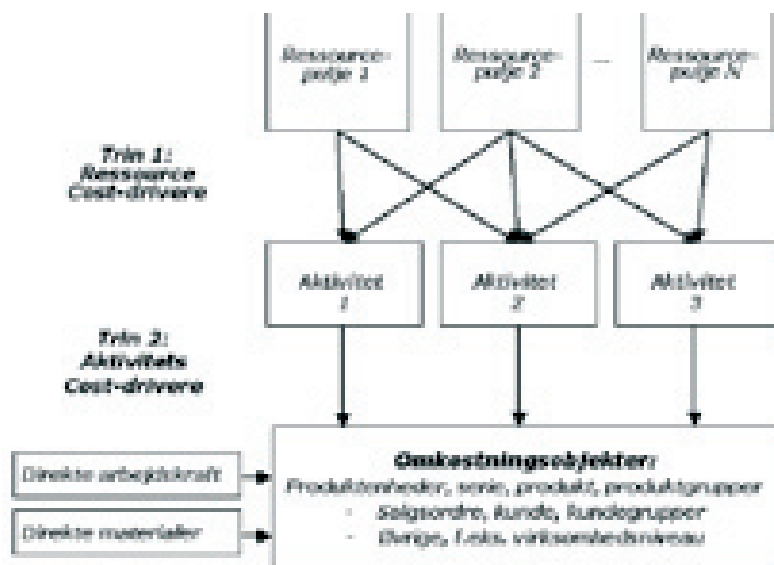 Ressource-
pulje 1
Ressource-
pulje 2
...
Ressource-
pulje N
Trin 1:
Ressource
Cost-drivere
Aktivitet
1
Aktivitet
2
Aktivitet
3
Trin 2:
Aktivitets
Cost-drivere
Direkte arbejdskraft
Direkte materialer
Omkostningsobjekter:
Produktenheder, serie, produkt, produktgrupper
- Salgsordre, kunde, kundegrupper
- Øvrige, f.eks. virksomhedsniveau